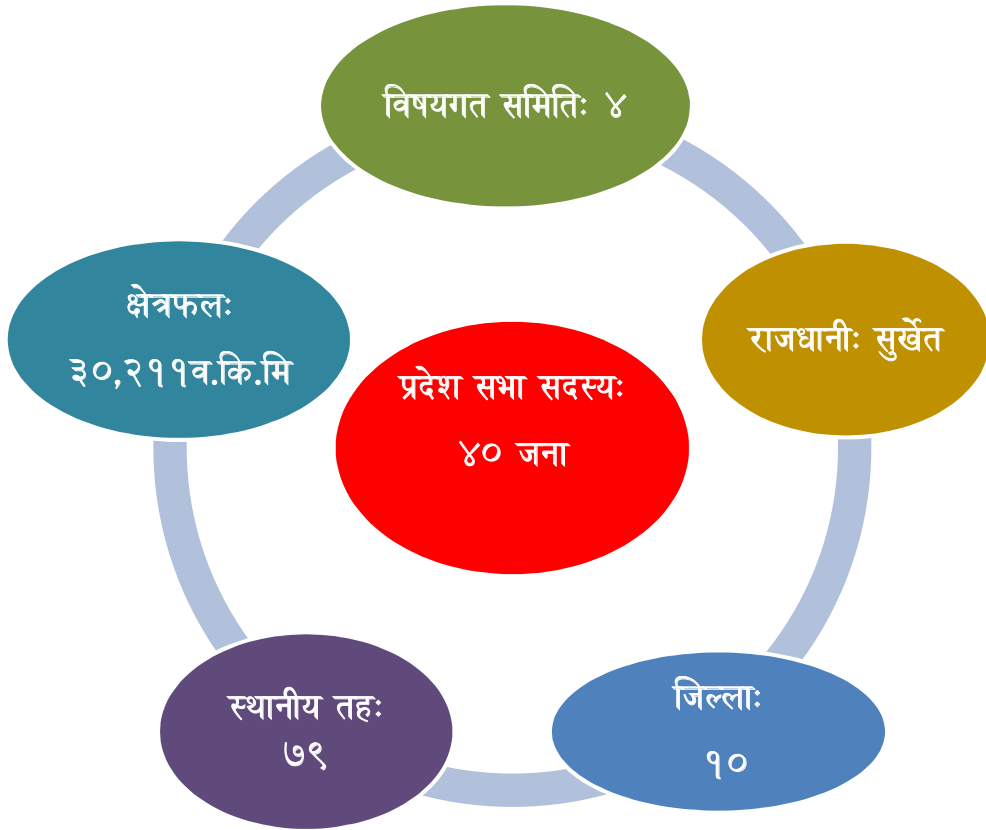 विषयगत समितिः ४
क्षेत्रफलः
३०,२११व.कि.मि
राजधानीः सुर्खेत
प्रदेश सभा सदस्यः
४० जना
स्थानीय तहः
७९
जिल्लाः
१०